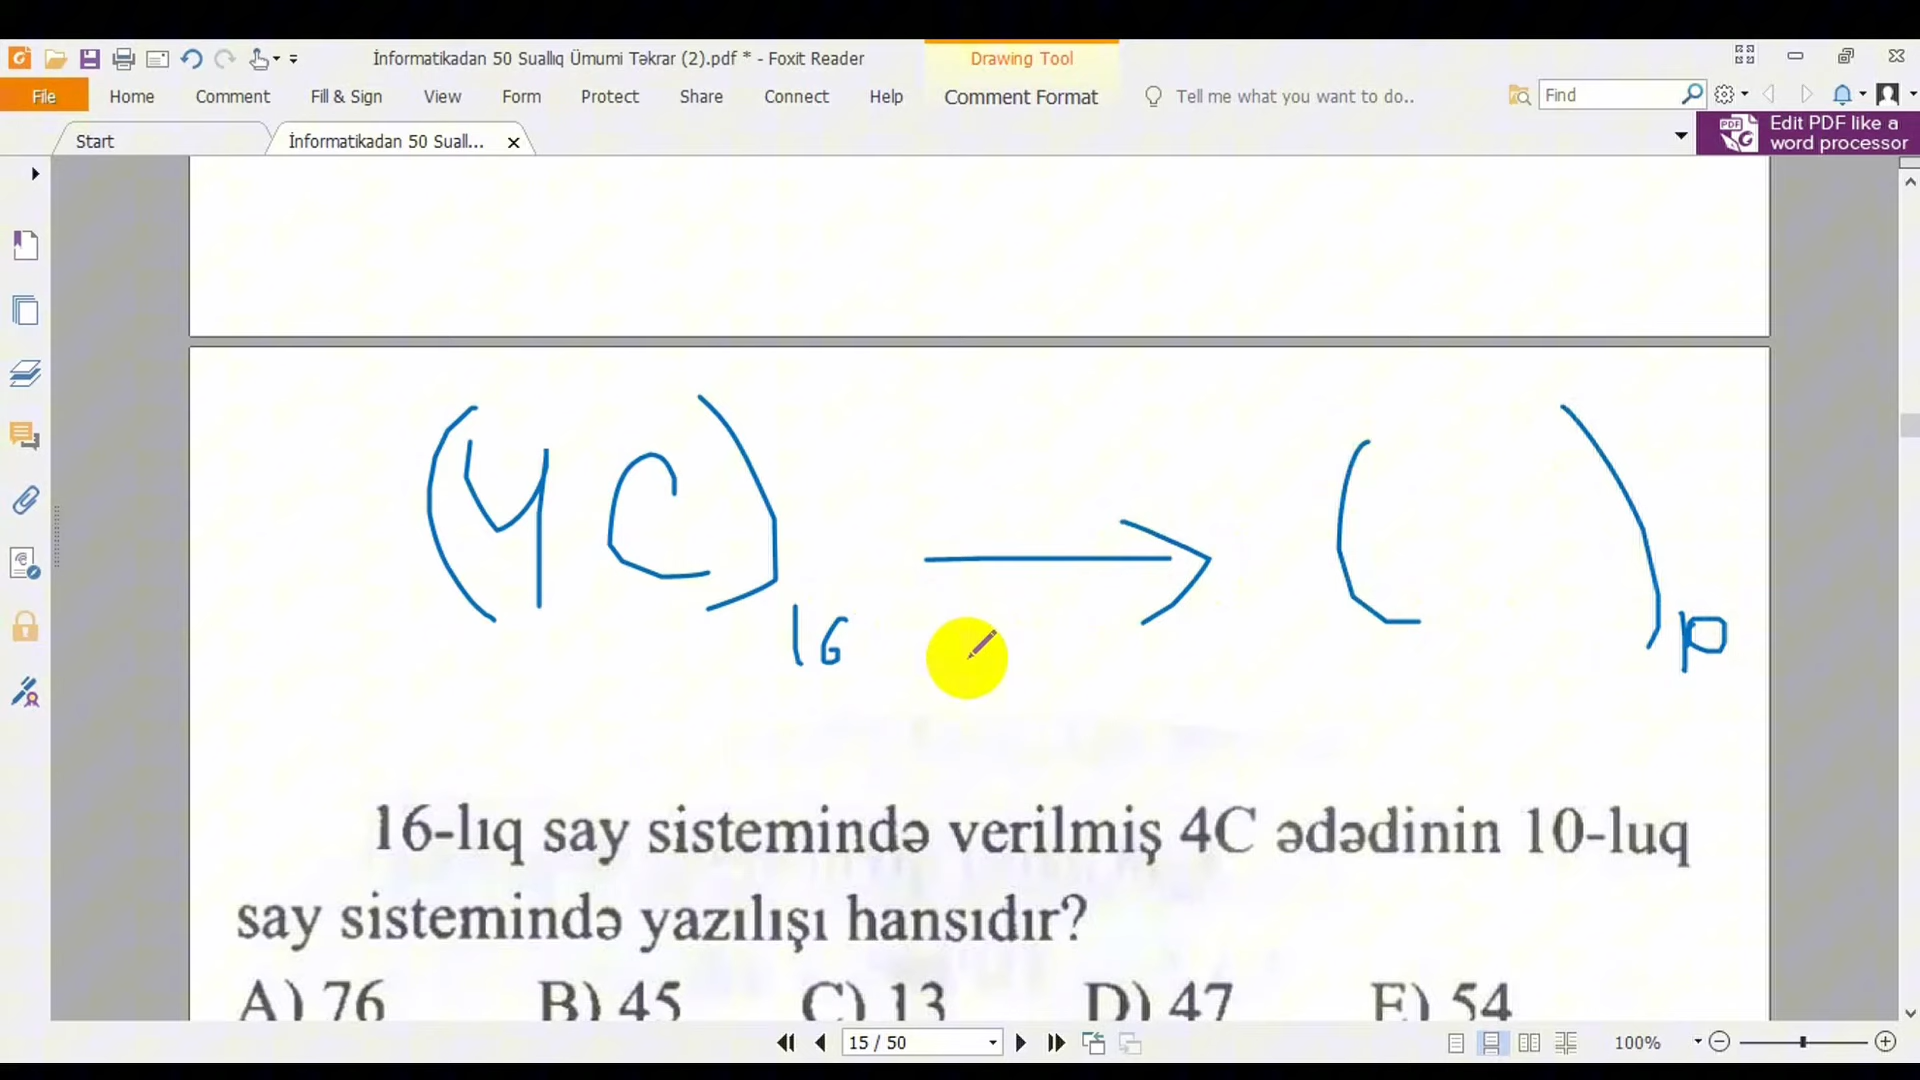 İnformatikadan 50 Suallıq Ümumi Təkrar (2).pdf * - Foxit Reader
Drawing Tool
File Home Comment Fill & Sign View Form Protect Share Connect Help Comment Format Tell me what you want to do.. Find
Start İnformatikadan 50 Suall... Edit PDF like a
word processor
(4C)16 → ( )10
16-lıq say sistemində verilmiş 4C ədədinin 10-luq
say sistemində yazılışı hansıdır?
A) 76 B) 45 C) 13 D) 47 E) 54
15 / 50 100%